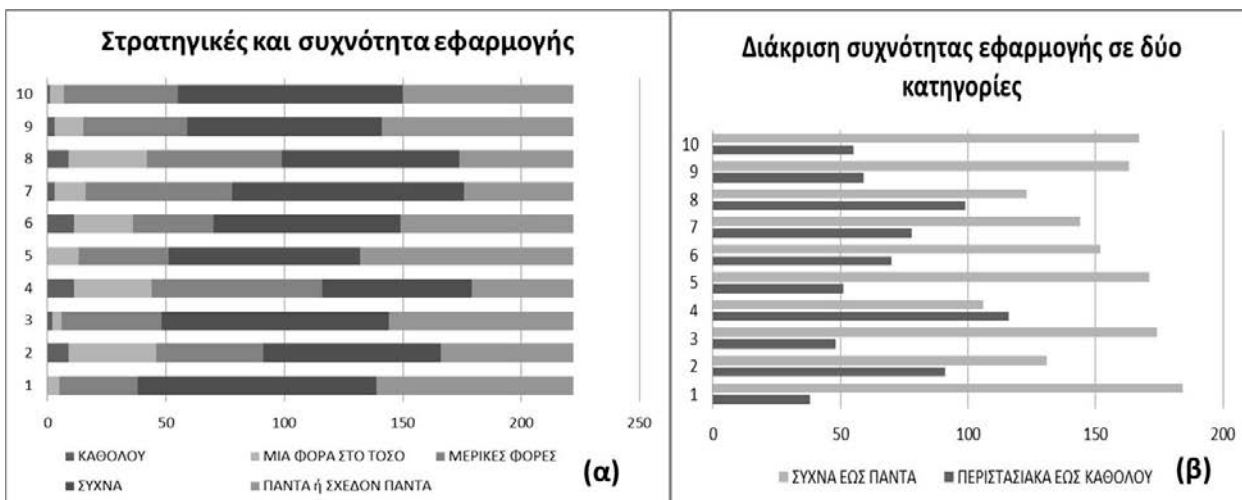 Στρατηγικές και συχνότητα εφαρμογής
10
9
8
7
6
5
4
3
2
1
0 50 100 150 200 250
ΚΑΘΟΛΟΥ ΜΙΑ ΦΟΡΑ ΣΤΟ ΤΟΣΟ ΜΕΡΙΚΕΣ ΦΟΡΕΣ
ΣΥΧΝΑ ΠΑΝΤΑ ή ΣΧΕΔΟΝ ΠΑΝΤΑ
(α)
Διάκριση συχνότητας εφαρμογής σε δύο
κατηγορίες
10
9
8
7
6
5
4
3
2
1
0 50 100 150 200
ΣΥΧΝΑ ΕΩΣ ΠΑΝΤΑ ΠΕΡΙΣΤΑΣΙΑΚΑ ΕΩΣ ΚΑΘΟΛΟΥ
(β)